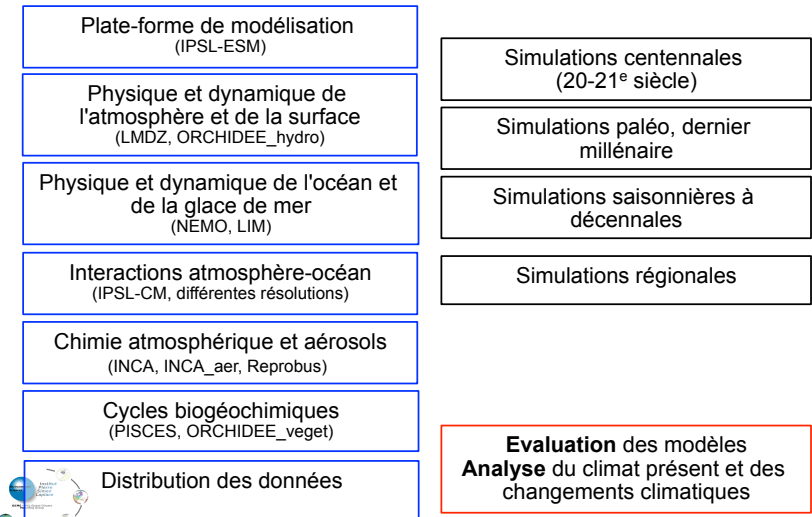 Plate-forme de modélisation
(IPSL-ESM)
Physique et dynamique de
l'atmosphère et de la surface
(LMDZ, ORCHIDEE_hydro)
Physique et dynamique de l'océan et
de la glace de mer
(NEMO, LIM)
Interactions atmosphère-océan
(IPSL-CM, différentes résolutions)
Chimie atmosphérique et aérosols
(INCA, INCA_aer, Reprobus)
Cycles biogéochimiques
(PISCES, ORCHIDEE_veget)
Distribution des données
Institut
Pierre
Simon
Laplace
Simulations centennales
(20-21e siècle)
Simulations paléo, dernier
millénaire
Simulations saisonnières à
décennales
Simulations régionales
Evaluation des modèles
Analyse du climat présent et des
changements climatiques